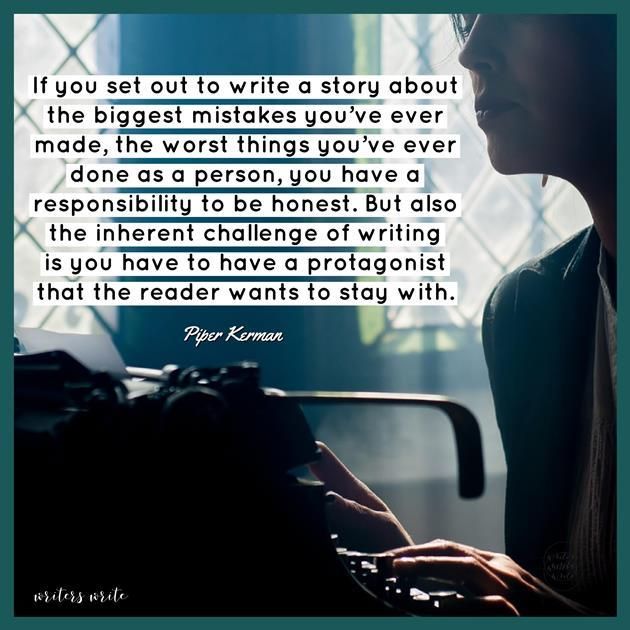 If you set out to write a story about
the biggest mistakes you’ve ever
made, the worst things you’ve ever
done as a person, you have a
responsibility to be honest. But also
the inherent challenge of writing
is you have to have a protagonist
that the reader wants to stay with.
Piper Kerman
writers write
writers
write